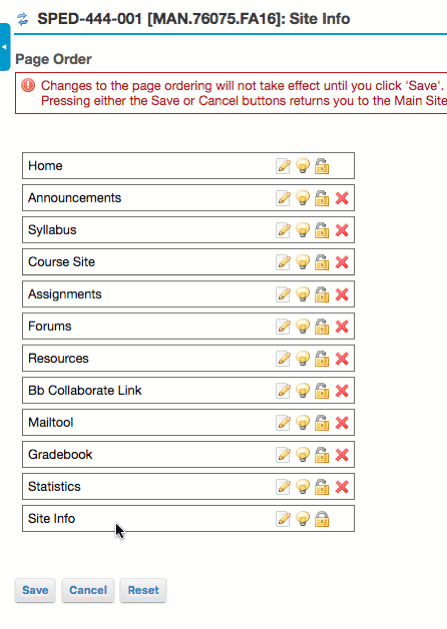 SPED-444-001 [MAN.76075.FA16]: Site Info
Page Order
Changes to the page ordering will not take effect until you click 'Save'.
Pressing either the Save or Cancel buttons returns you to the Main Site
Home
Announcements
Syllabus
Course Site
Assignments
Forums
Resources
Bb Collaborate Link
Mailtool
Gradebook
Statistics
Site Info
Save Cancel Reset